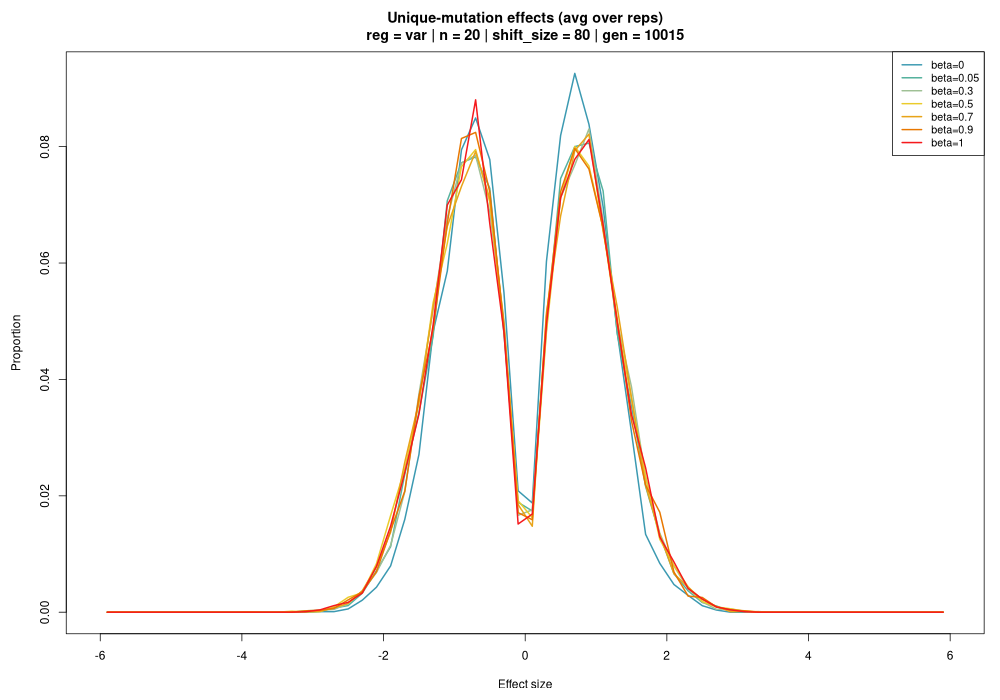 Unique-mutation effects (avg over reps)
reg = var | n = 20 | shift_size = 80 | gen = 10015
beta=0
beta=0.05
beta=0.3
beta=0.5
beta=0.7
beta=0.9
beta=1
Proportion
0.08
0.06
0.04
0.02
0.00
-6 -4 -2 0 2 4 6
Effect size